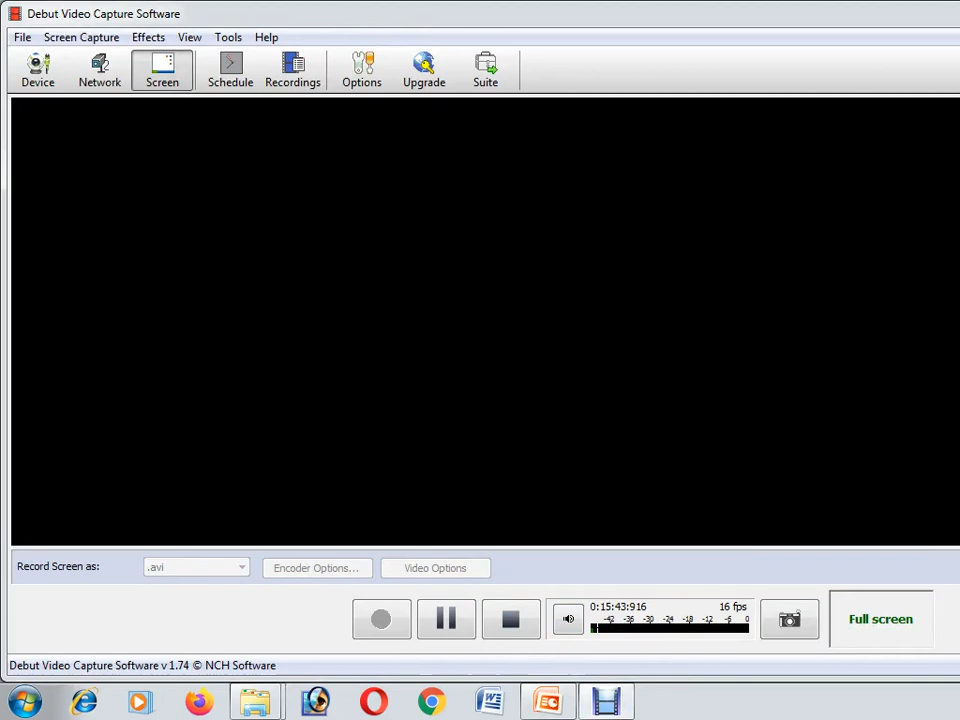 Debut Video Capture Software
File Screen Capture Effects View Tools Help
Device Network Screen Schedule Recordings Options Upgrade Suite
Record Screen as: .avi Encoder Options... Video Options
0:15:43:916 16 fps
-42 -36 -30 -24 -18 -12 -6 0
Full screen
Debut Video Capture Software v 1.74 © NCH Software